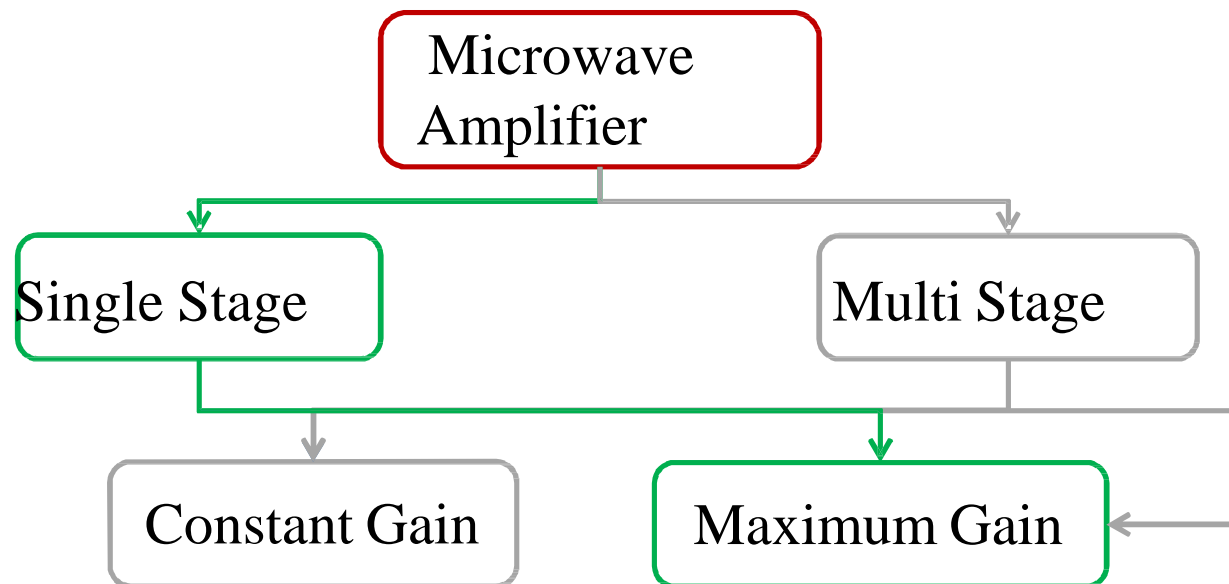 Microwave
Amplifier
Single Stage
Multi Stage
Constant Gain
Maximum Gain